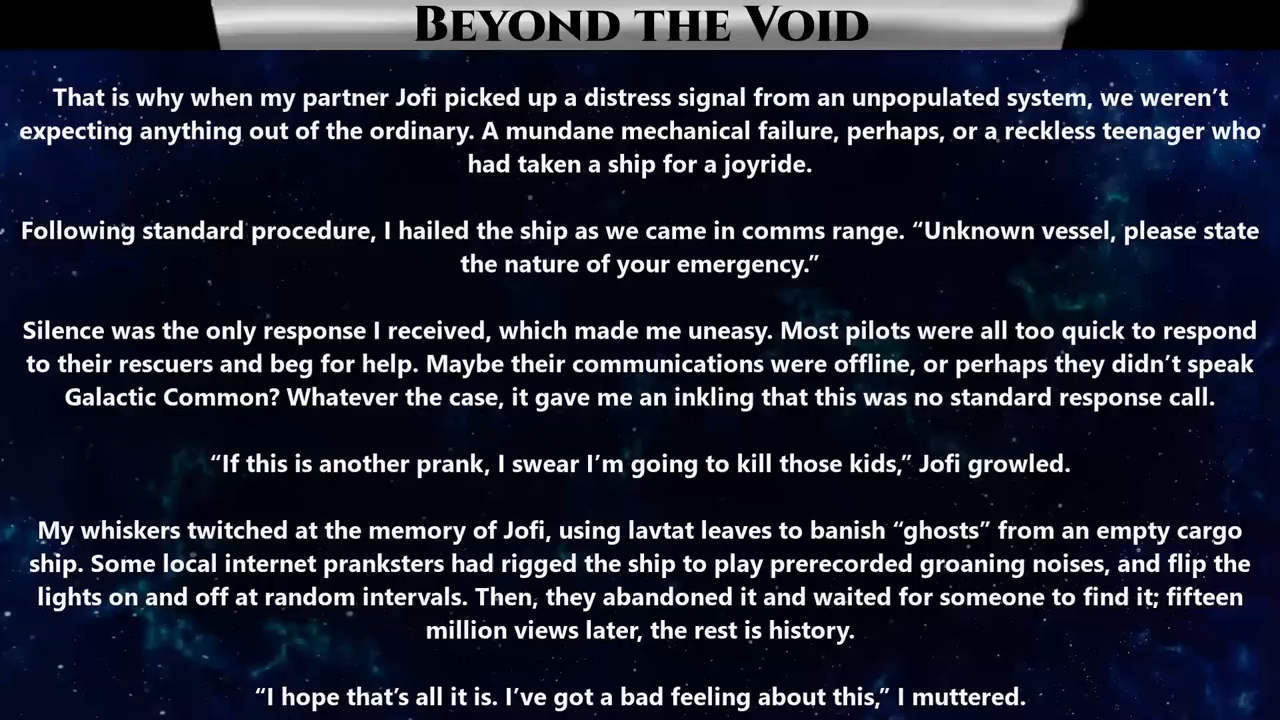 Beyond the Void
That is why when my partner Jofi picked up a distress signal from an unpopulated system, we weren’t
expecting anything out of the ordinary. A mundane mechanical failure, perhaps, or a reckless teenager who
had taken a ship for a joyride.
Following standard procedure, I hailed the ship as we came in comms range. “Unknown vessel, please state
the nature of your emergency.”
Silence was the only response I received, which made me uneasy. Most pilots were all too quick to respond
to their rescuers and beg for help. Maybe their communications were offline, or perhaps they didn’t speak
Galactic Common? Whatever the case, it gave me an inkling that this was no standard response call.
“If this is another prank, I swear I’m going to kill those kids,” Jofi growled.
My whiskers twitched at the memory of Jofi, using lavtat leaves to banish “ghosts” from an empty cargo
ship. Some local internet pranksters had rigged the ship to play prerecorded groaning noises, and flip the
lights on and off at random intervals. Then, they abandoned it and waited for someone to find it; fifteen
million views later, the rest is history.
“I hope that’s all it is. I’ve got a bad feeling about this,” I muttered.